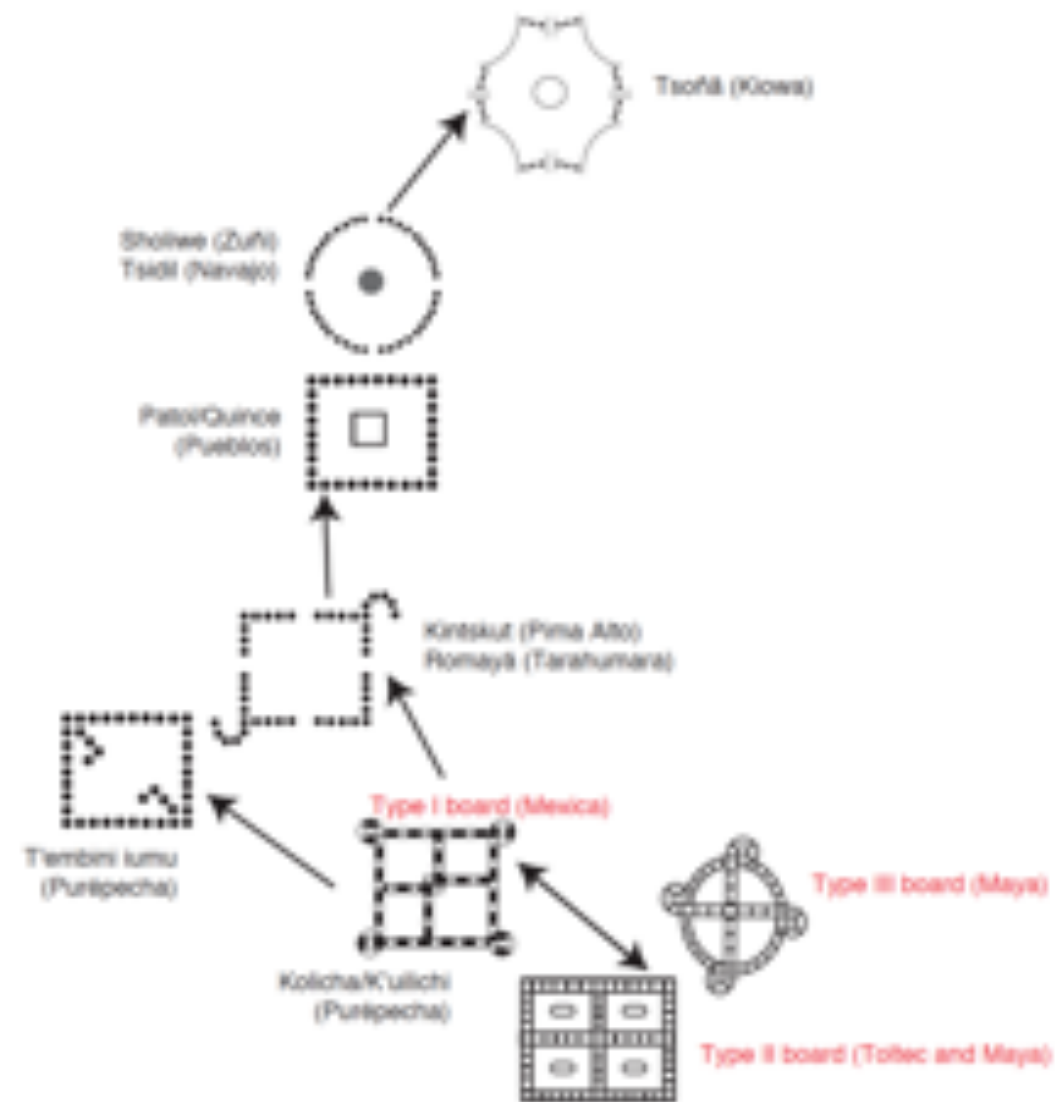 Tsoñä (Kiowa)
Sholiwe (Zuñi)
Tsidil (Navajo)
Patol/Quince
(Pueblos)
Kintskut (Pima Alto)
Romayá (Tarahumara)
Type I board (Mexica)
T'embini iumu
(Purépecha)
Type III board (Maya)
Kolicha/K'uilichi
(Purépecha)
Type II board (Toltec and Maya)